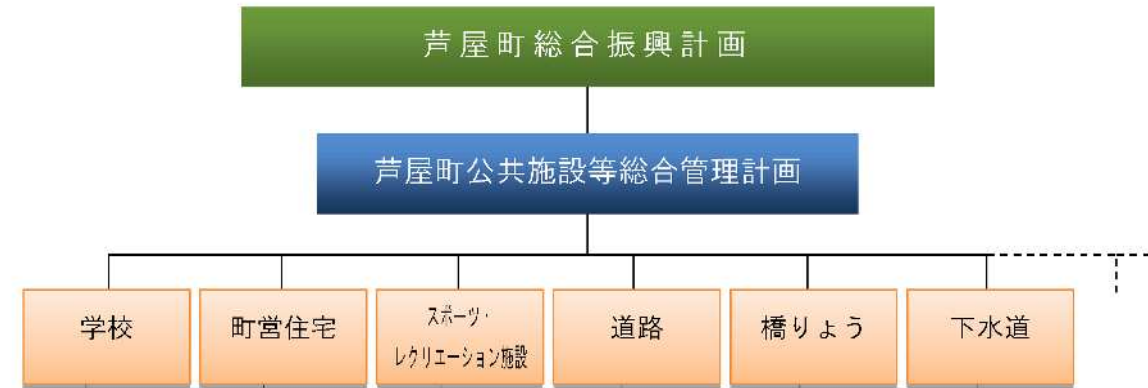 芦屋町総合振興計画
芦屋町公共施設等総合管理計画
学校
町営住宅
スポーツ・
レクリエーション施設
道路
橋りょう
下水道